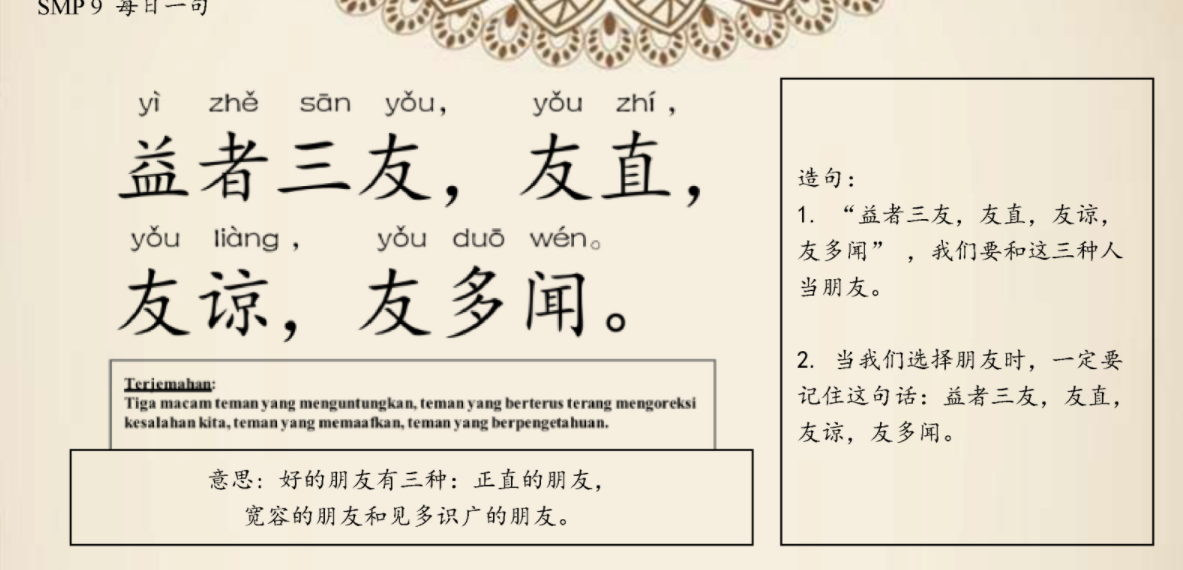 SMP 9 每日一句
yì zhě sān yǒu, yǒu zhí,
益者三友，友直，
yǒu liàng, yǒu duō wén。
友谅，友多闻。
Terjemahan:
Tiga macam teman yang menguntungkan, teman yang berterus terang mengoreksi
kesalahan kita, teman yang memaafkan, teman yang berpengetahuan.
意思：好的朋友有三种：正直的朋友，
宽容的朋友和见多识广的朋友。
造句：
1. “益者三友，友直，友谅，
友多闻” ，我们要和这三种人
当朋友。
2. 当我们选择朋友时，一定要
记住这句话：益者三友，友直，
友谅，友多闻。